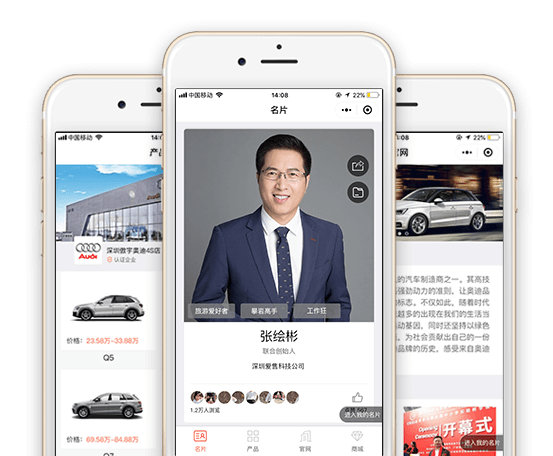 中国移动
14:08
22%
名片
旅游爱好者
攀岩高手
工作狂
张绘彬
联合创始人
深圳爱售科技公司
1.2万人浏览
进入我的名片
名片
产品
官网
商城
中国移动
产品
Audi
深圳傲宇奥迪4S店
认证企业
价格：23.58万~33.88万
Q5
价格：69.58万~84.88万
Q7
22%
官网
的汽车制造商之一。其高技
强劲动力的准则，让奥迪品
标志。不仅如此，随着时代
越多的出现在我们的生活当
动基因。同时还坚持以绿色
。为社会贡献出自己的一份
品牌的历史，感受来自奥迪
Opening
Ceremony
开幕式
进入我的名片